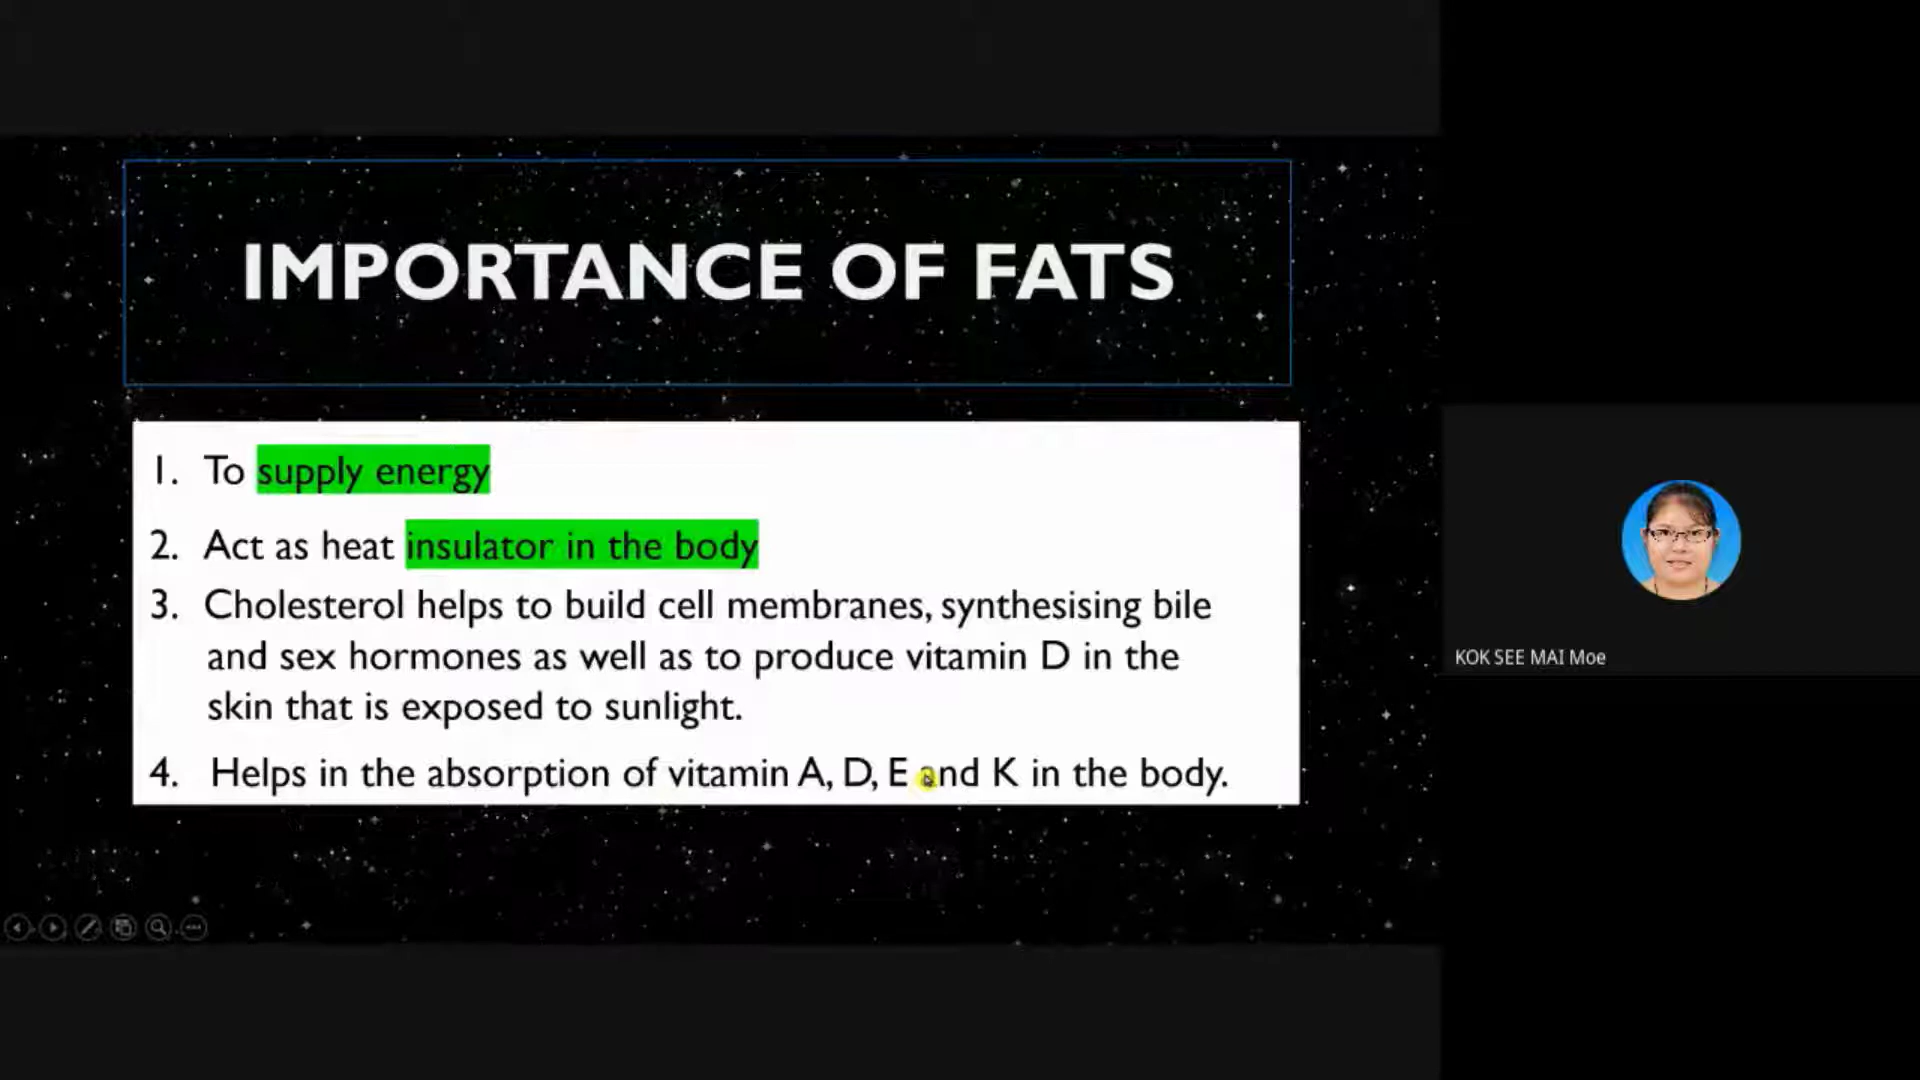 IMPORTANCE OF FATS
1. To supply energy
2. Act as heat insulator in the body
3. Cholesterol helps to build cell membranes, synthesising bile
and sex hormones as well as to produce vitamin D in the
skin that is exposed to sunlight.
4. Helps in the absorption of vitamin A, D, E and K in the body.
KOK SEE MAI Moe